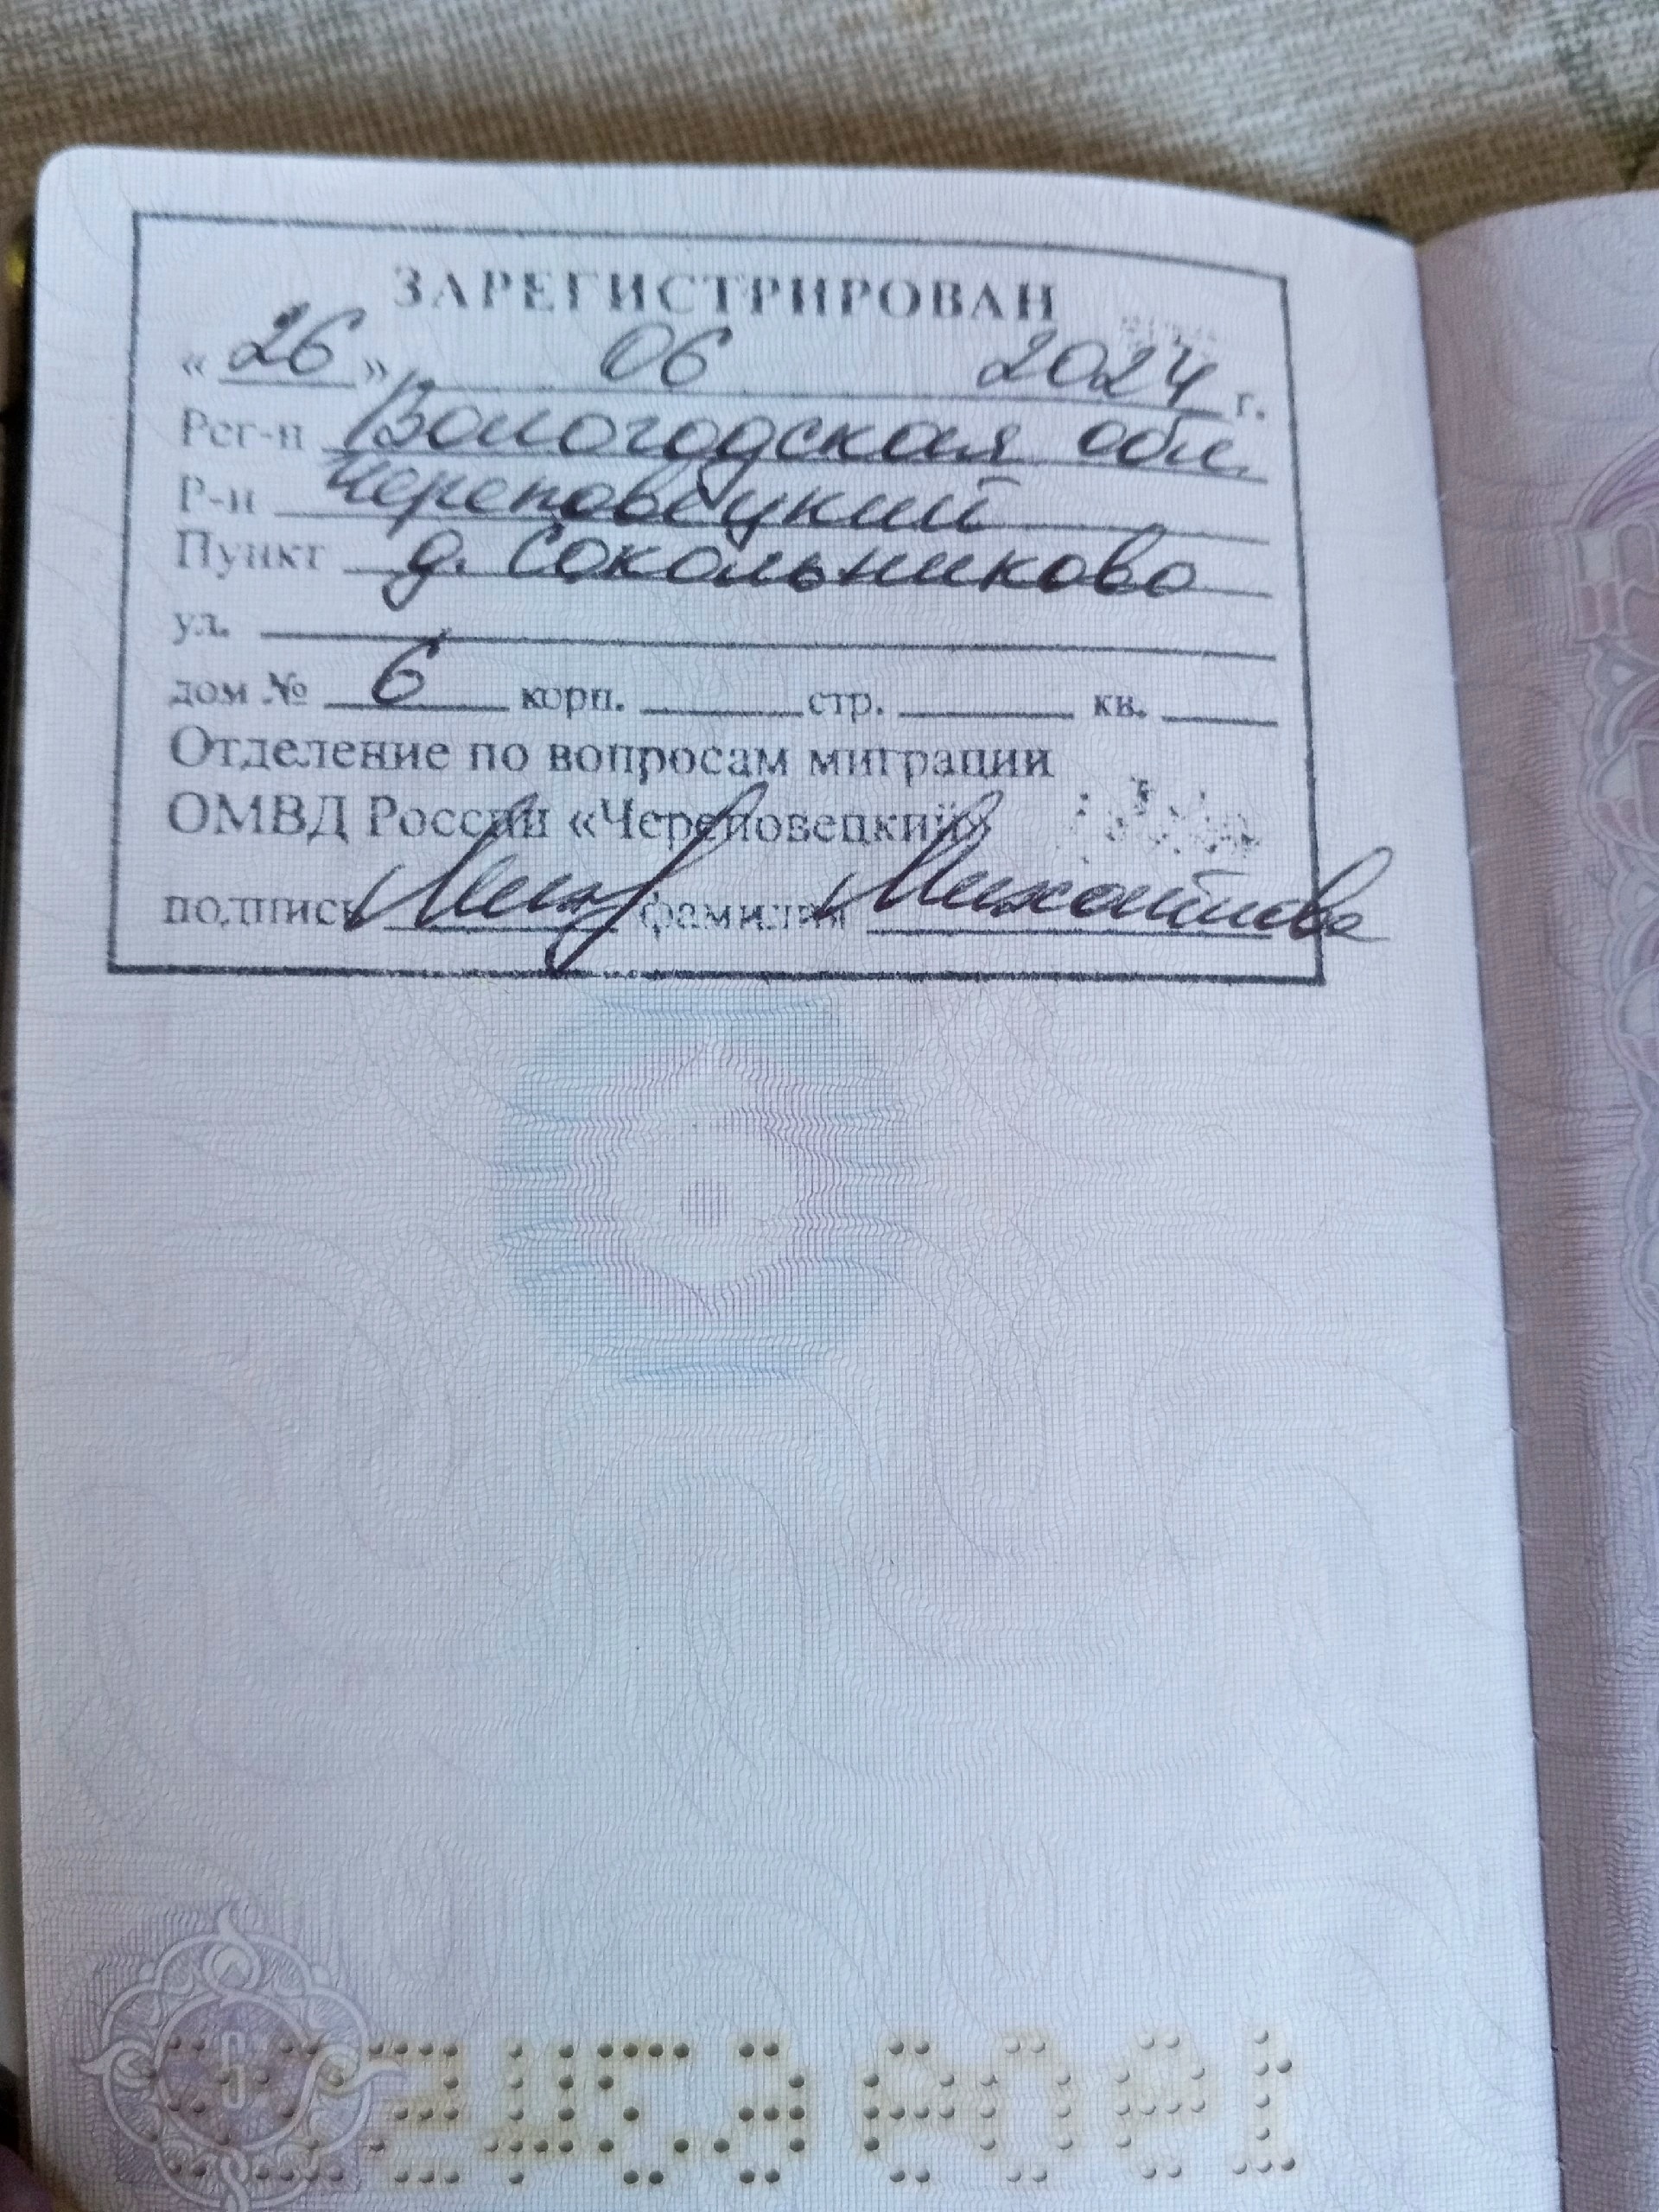 ЗАРЕГИСТРИРОВАН
« 26 » 06 2024 г.
Рег-н Вологодская обл.
Р-н Череповецкий
Пункт д. Сокольниково
ул.
дом № 6 корп. стр. кв.
Отделение по вопросам миграции
ОМВД России «Череповецкий»
подпись фамилия Михайлова